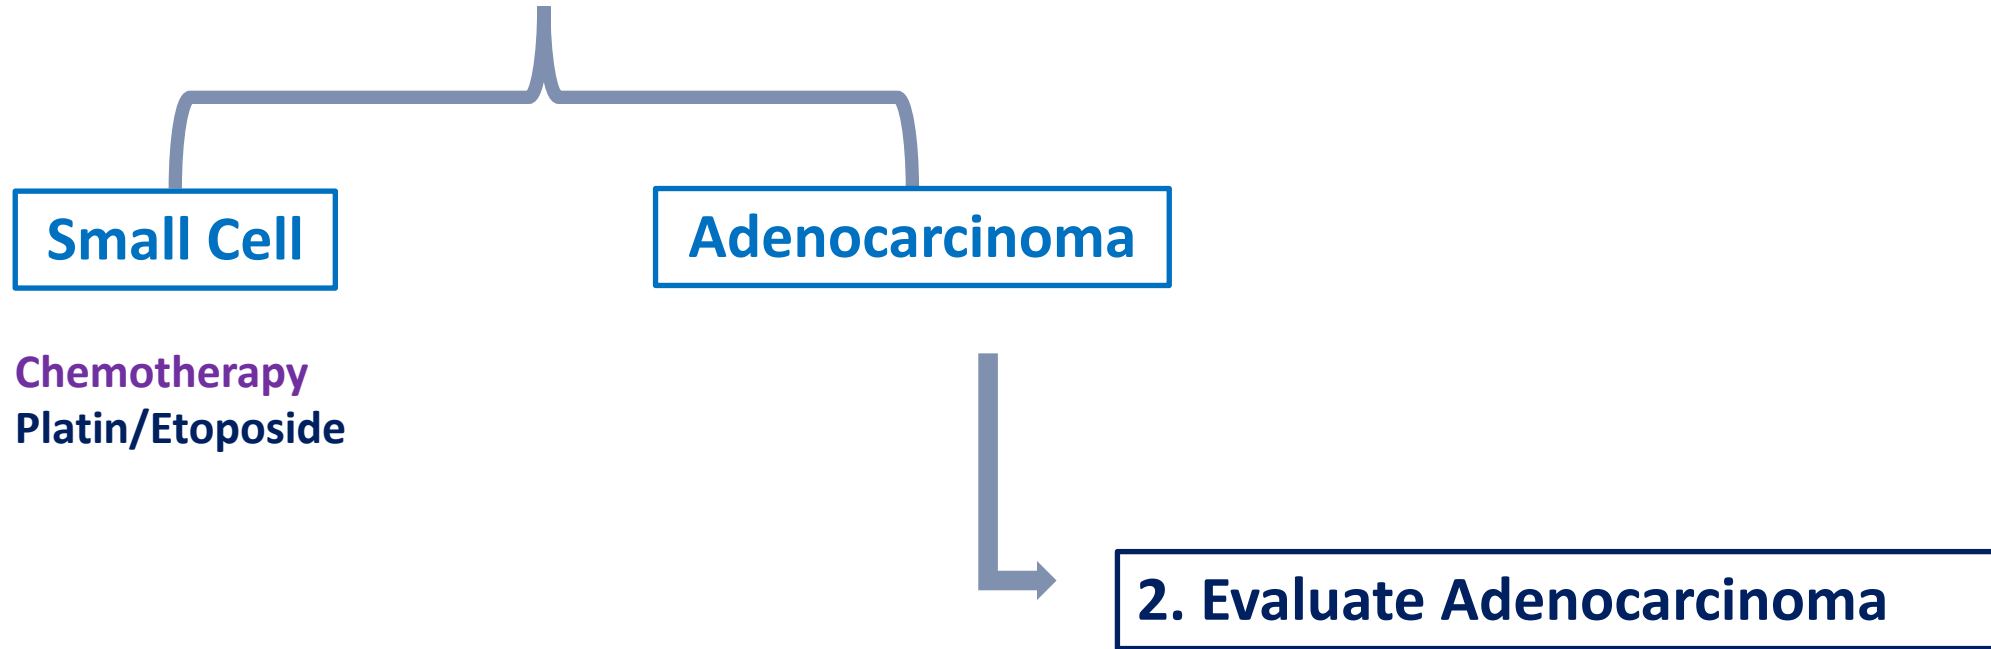 Small Cell
Adenocarcinoma
Chemotherapy
Platin/Etoposide
2. Evaluate Adenocarcinoma